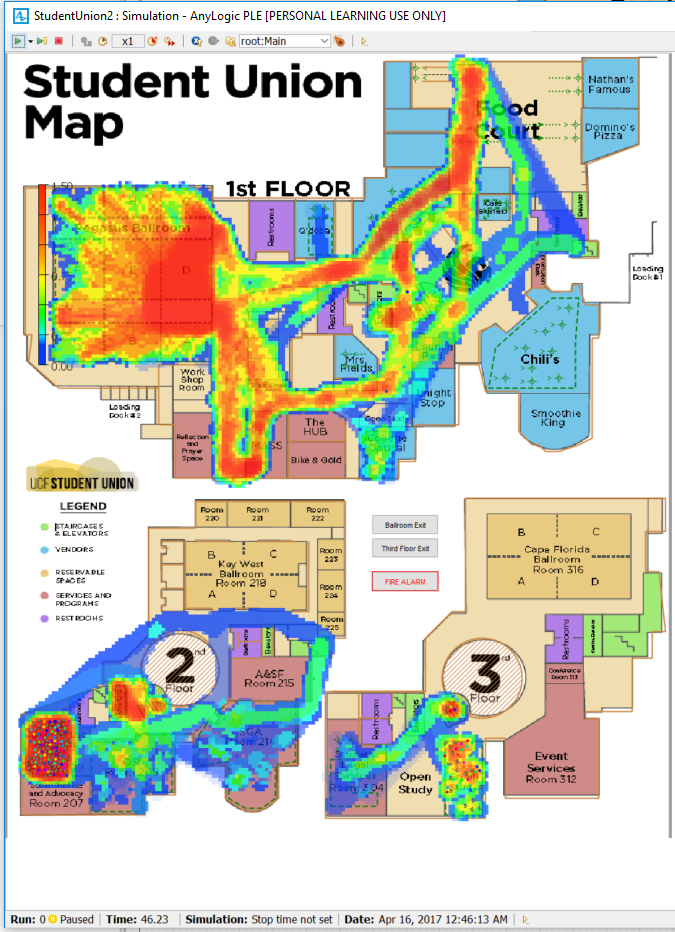 StudentUnion2 : Simulation - AnyLogic PLE [PERSONAL LEARNING USE ONLY]
x1
root:Main
Student Union
Map
1st FLOOR
Food
Court
Nathan's
Famous
Domino's
Pizza
Restrooms
1.50
Pegasus Ballroom
D
0.00
Loading
Dock #1
Chili's
Smoothie
King
Mrs.
Fields
Work
Shop
Room
Loading
Dock #2
Reflection
and
Prayer
Space
The
HUB
Bike & Gold
Stop
UCF STUDENT UNION
LEGEND
STAIRCASES
& ELEVATORS
VENDORS
RESERVABLE
SPACES
SERVICES AND
PROGRAMS
RESTROOMS
Room
220
Room
221
Room
222
B
C
Key West
Ballroom
Room 218
A
D
Room
223
Room
224
Room
225
Restrooms
A&SF
Room 215
2nd
Floor
and Advocacy
Room 207
Ballroom Exit
Third Floor Exit
FIRE ALARM
B
C
Cape Florida
Ballroom
Room 316
A
D
Restrooms
Conference
Room 313
3rd
Floor
Restrooms
Event
Services
Room 312
Open
Study
Room 304
Run: 0 Paused
Time: 46.23
Simulation: Stop time not set
Date: Apr 16, 2017 12:46:13 AM